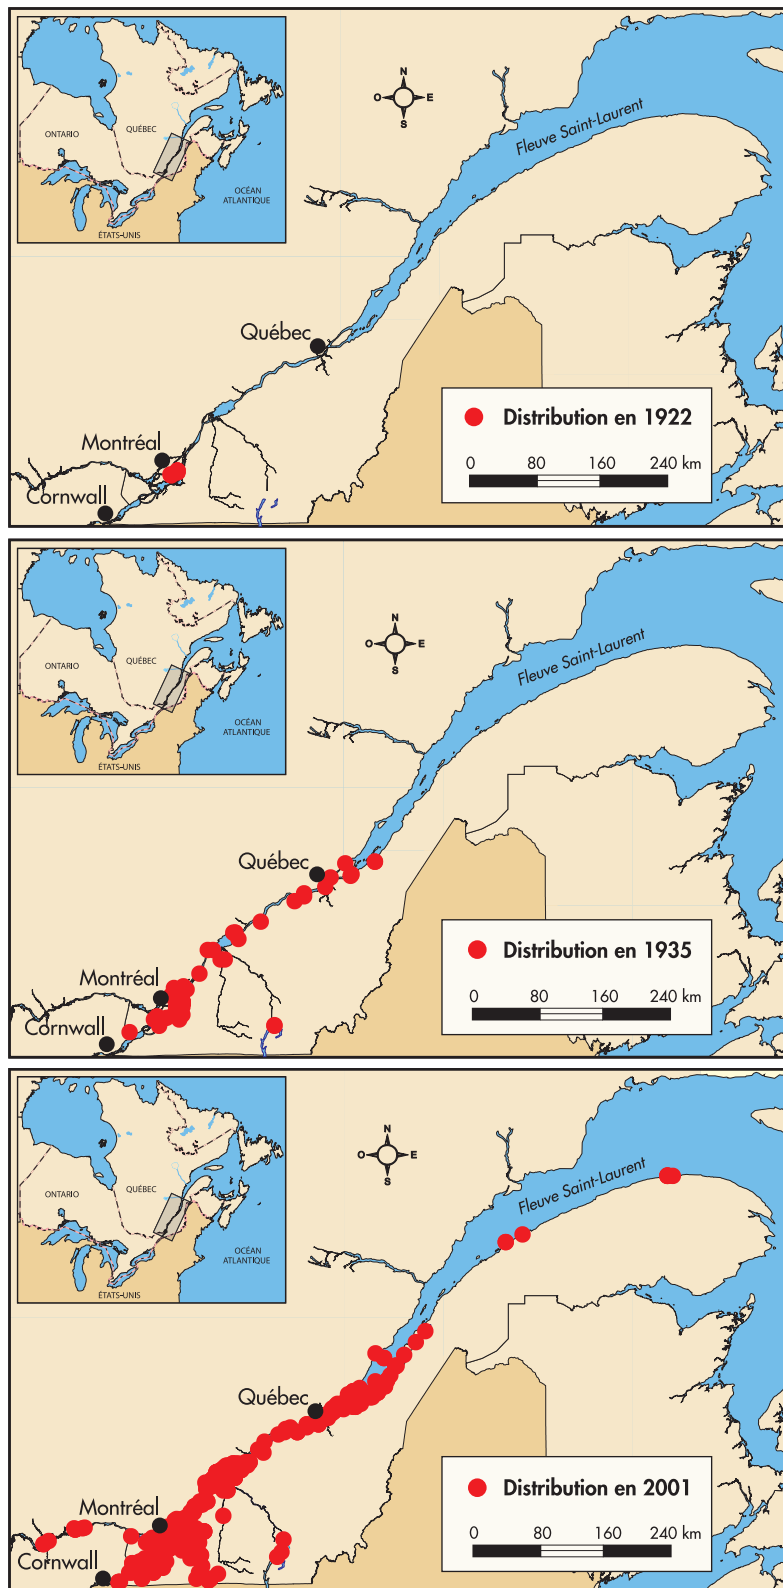 ONTARIO
QUÉBEC
OCÉAN
ATLANTIQUE
ÉTATS-UNIS
N
O E
S
Fleuve Saint-Laurent
Québec
Montréal
Cornwall
Distribution en 1922
0 80 160 240 km
ONTARIO
QUÉBEC
OCÉAN
ATLANTIQUE
ÉTATS-UNIS
N
O E
S
Fleuve Saint-Laurent
Québec
Montréal
Cornwall
Distribution en 1935
0 80 160 240 km
ONTARIO
QUÉBEC
OCÉAN
ATLANTIQUE
ÉTATS-UNIS
N
O E
S
Fleuve Saint-Laurent
Québec
Montréal
Cornwall
Distribution en 2001
0 80 160 240 km